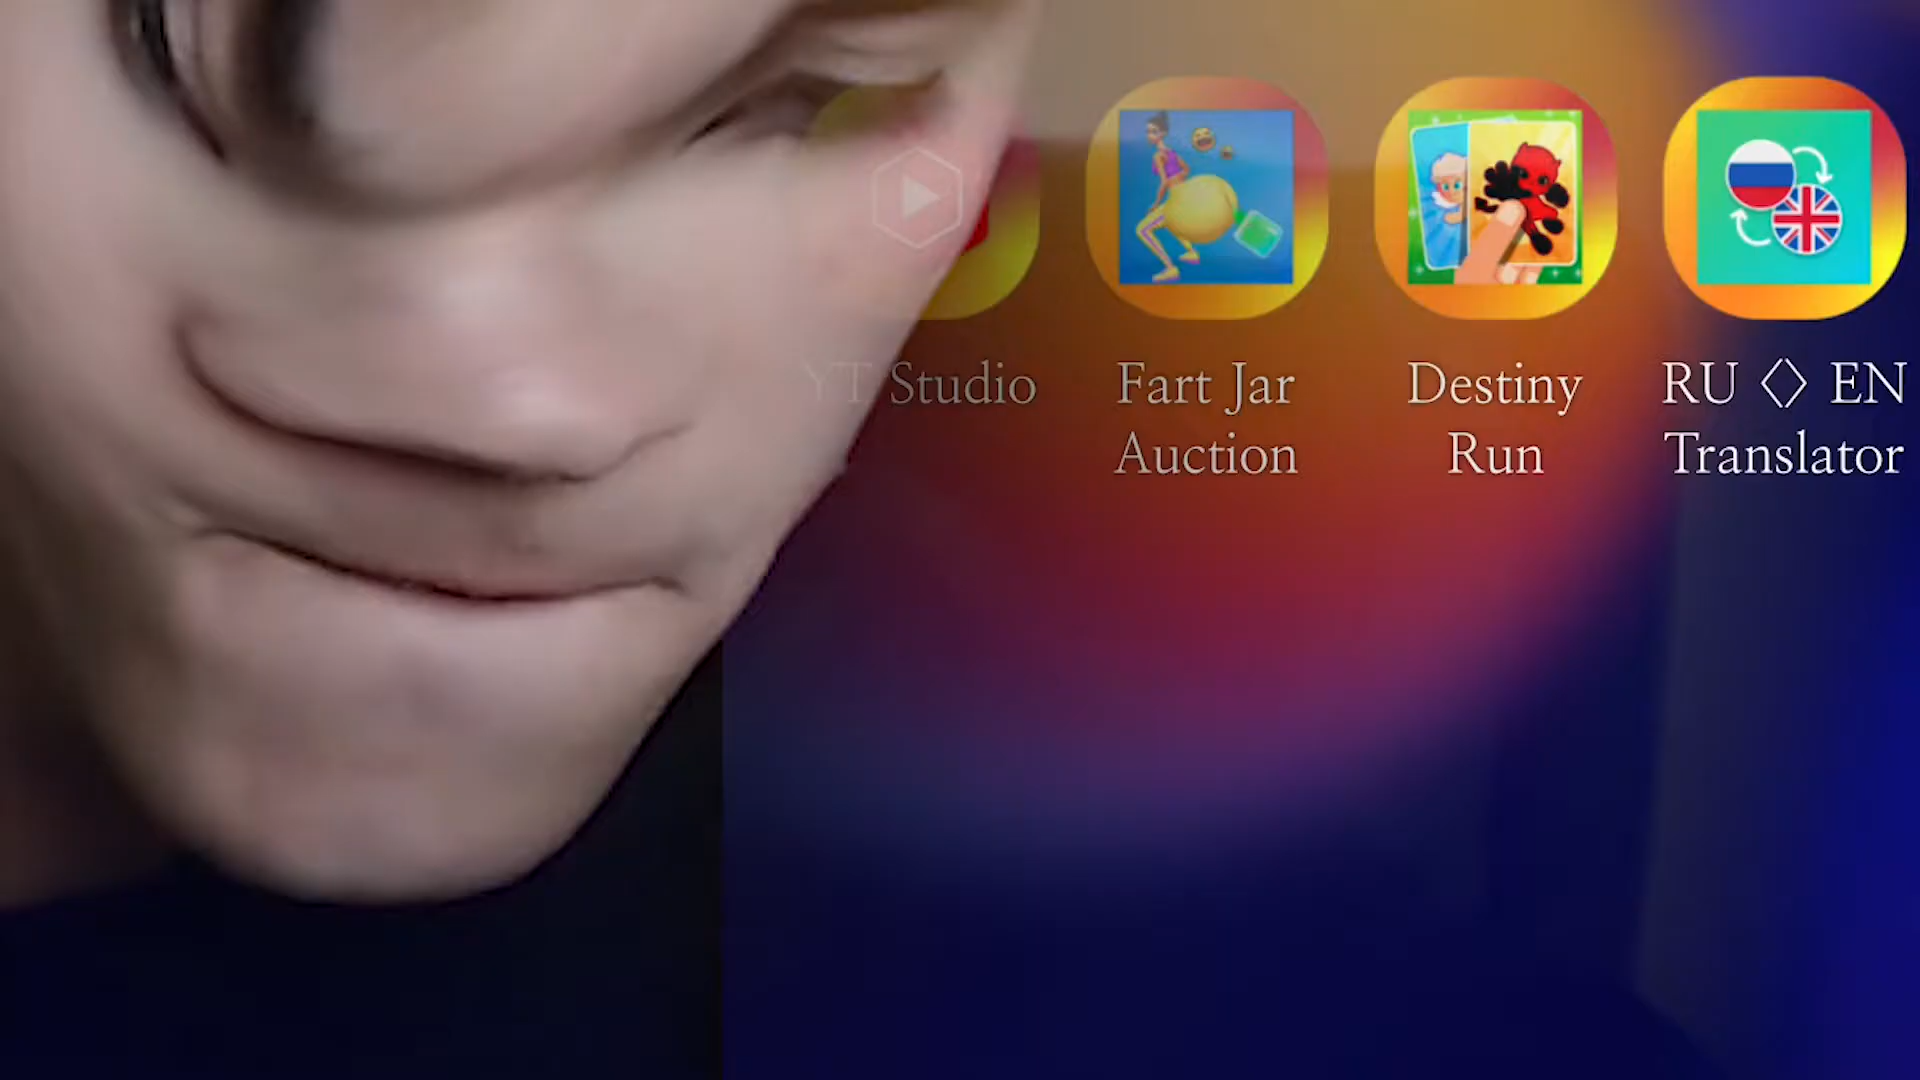 YT Studio
Fart Jar
Auction
Destiny
Run
RU <> EN
Translator